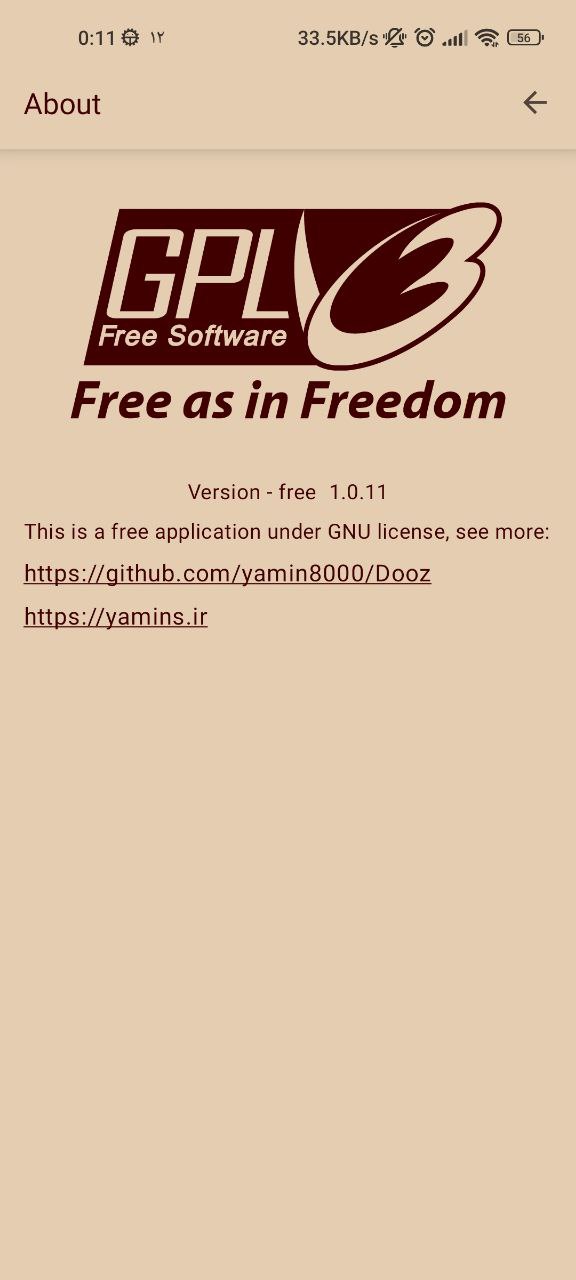 0:11 ۱۲ 33.5KB/s 56
About
GPL 3
Free Software
Free as in Freedom
Version - free 1.0.11
This is a free application under GNU license, see more:
https://github.com/yamin8000/Dooz
https://yamins.ir